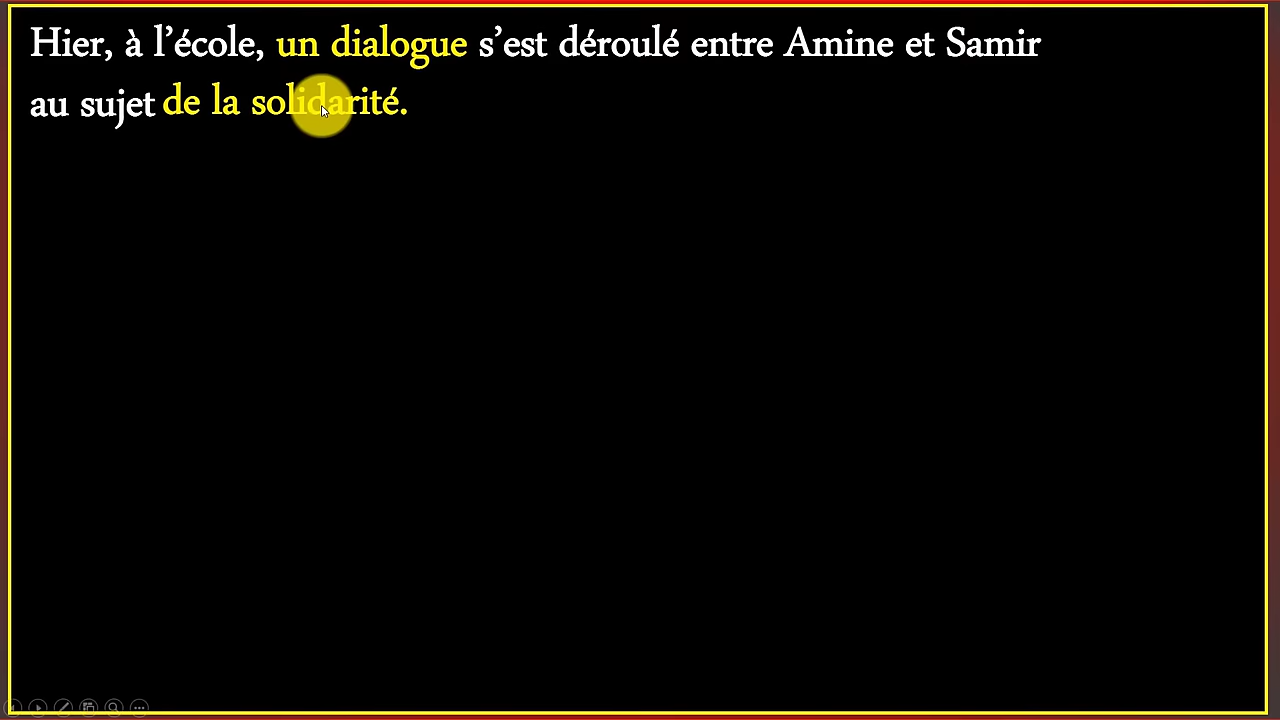 Hier, à l’école, un dialogue s’est déroulé entre Amine et Samir
au sujet de la solidarité.